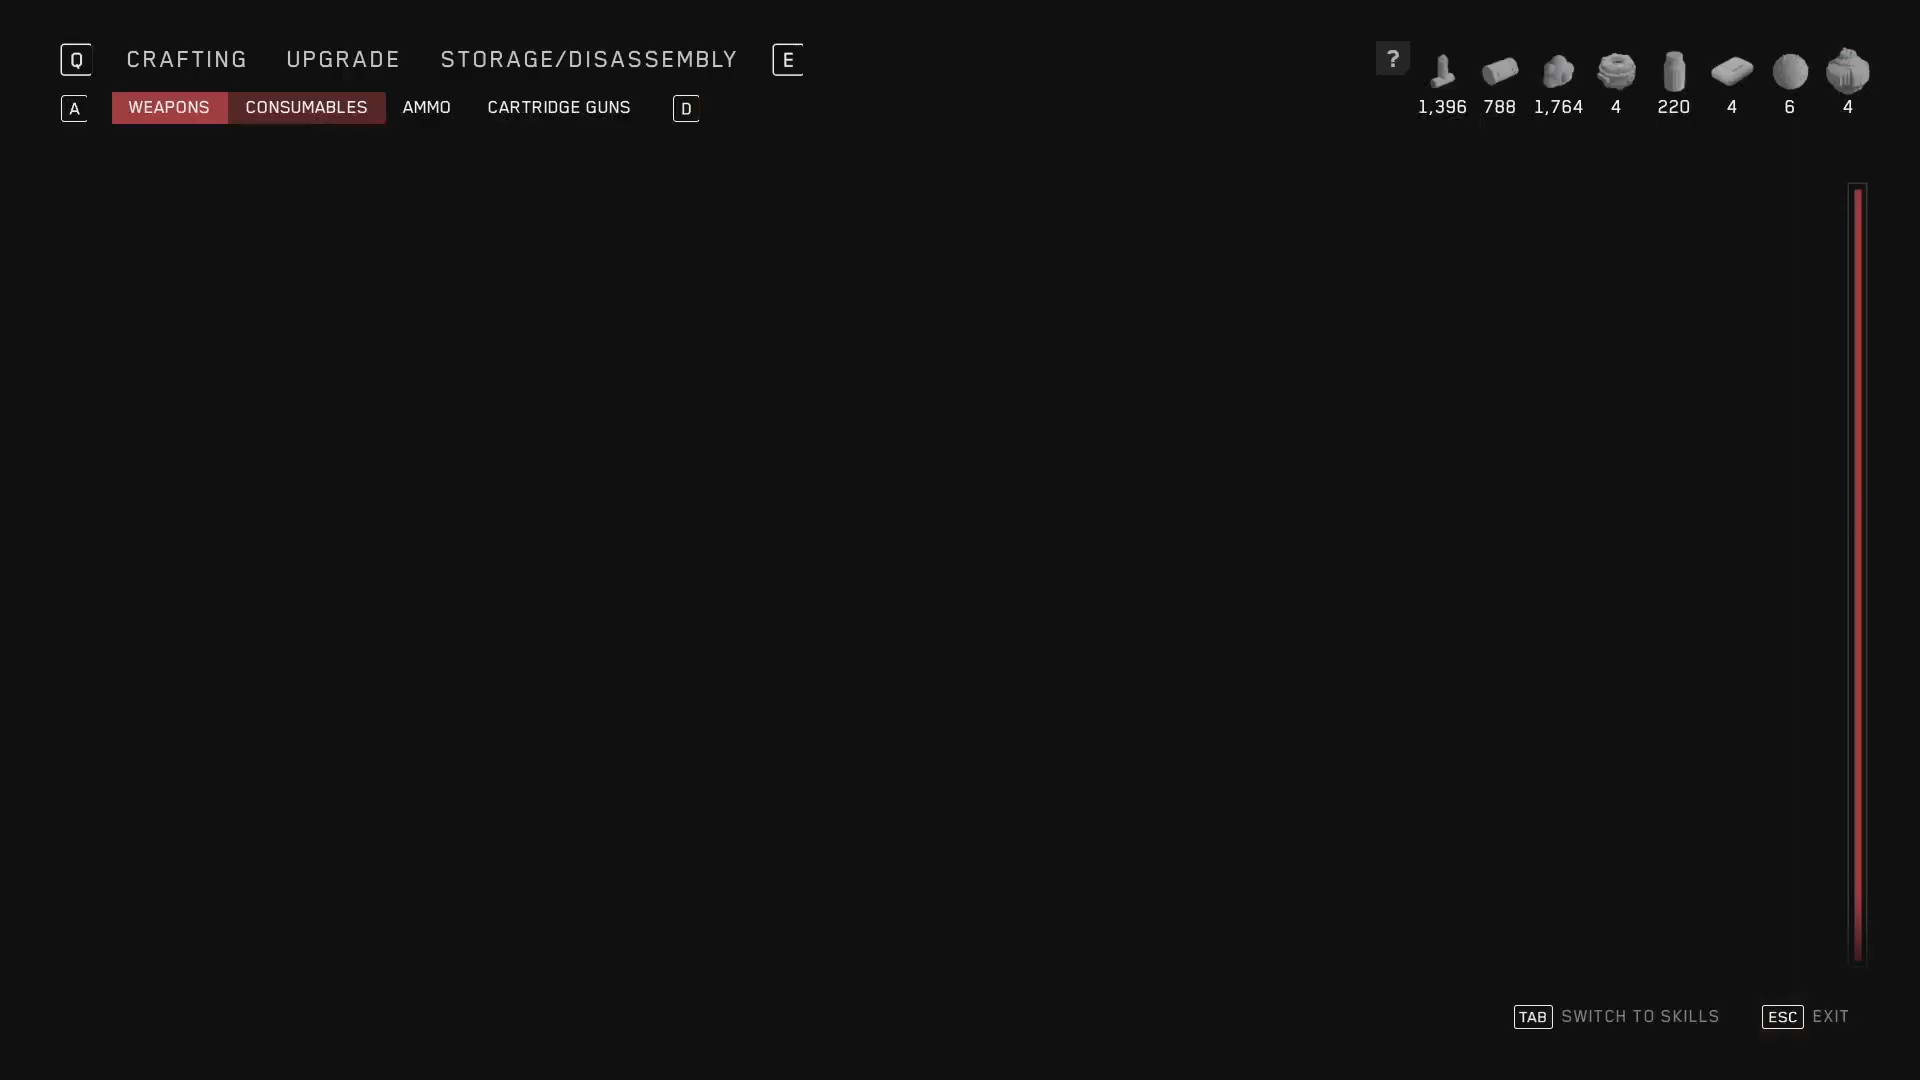 Q CRAFTING UPGRADE STORAGE/DISASSEMBLY E ?
A WEAPONS CONSUMABLES AMMO CARTRIDGE GUNS D
1,396 788 1,764 4 220 4 6 4
TAB SWITCH TO SKILLS ESC EXIT